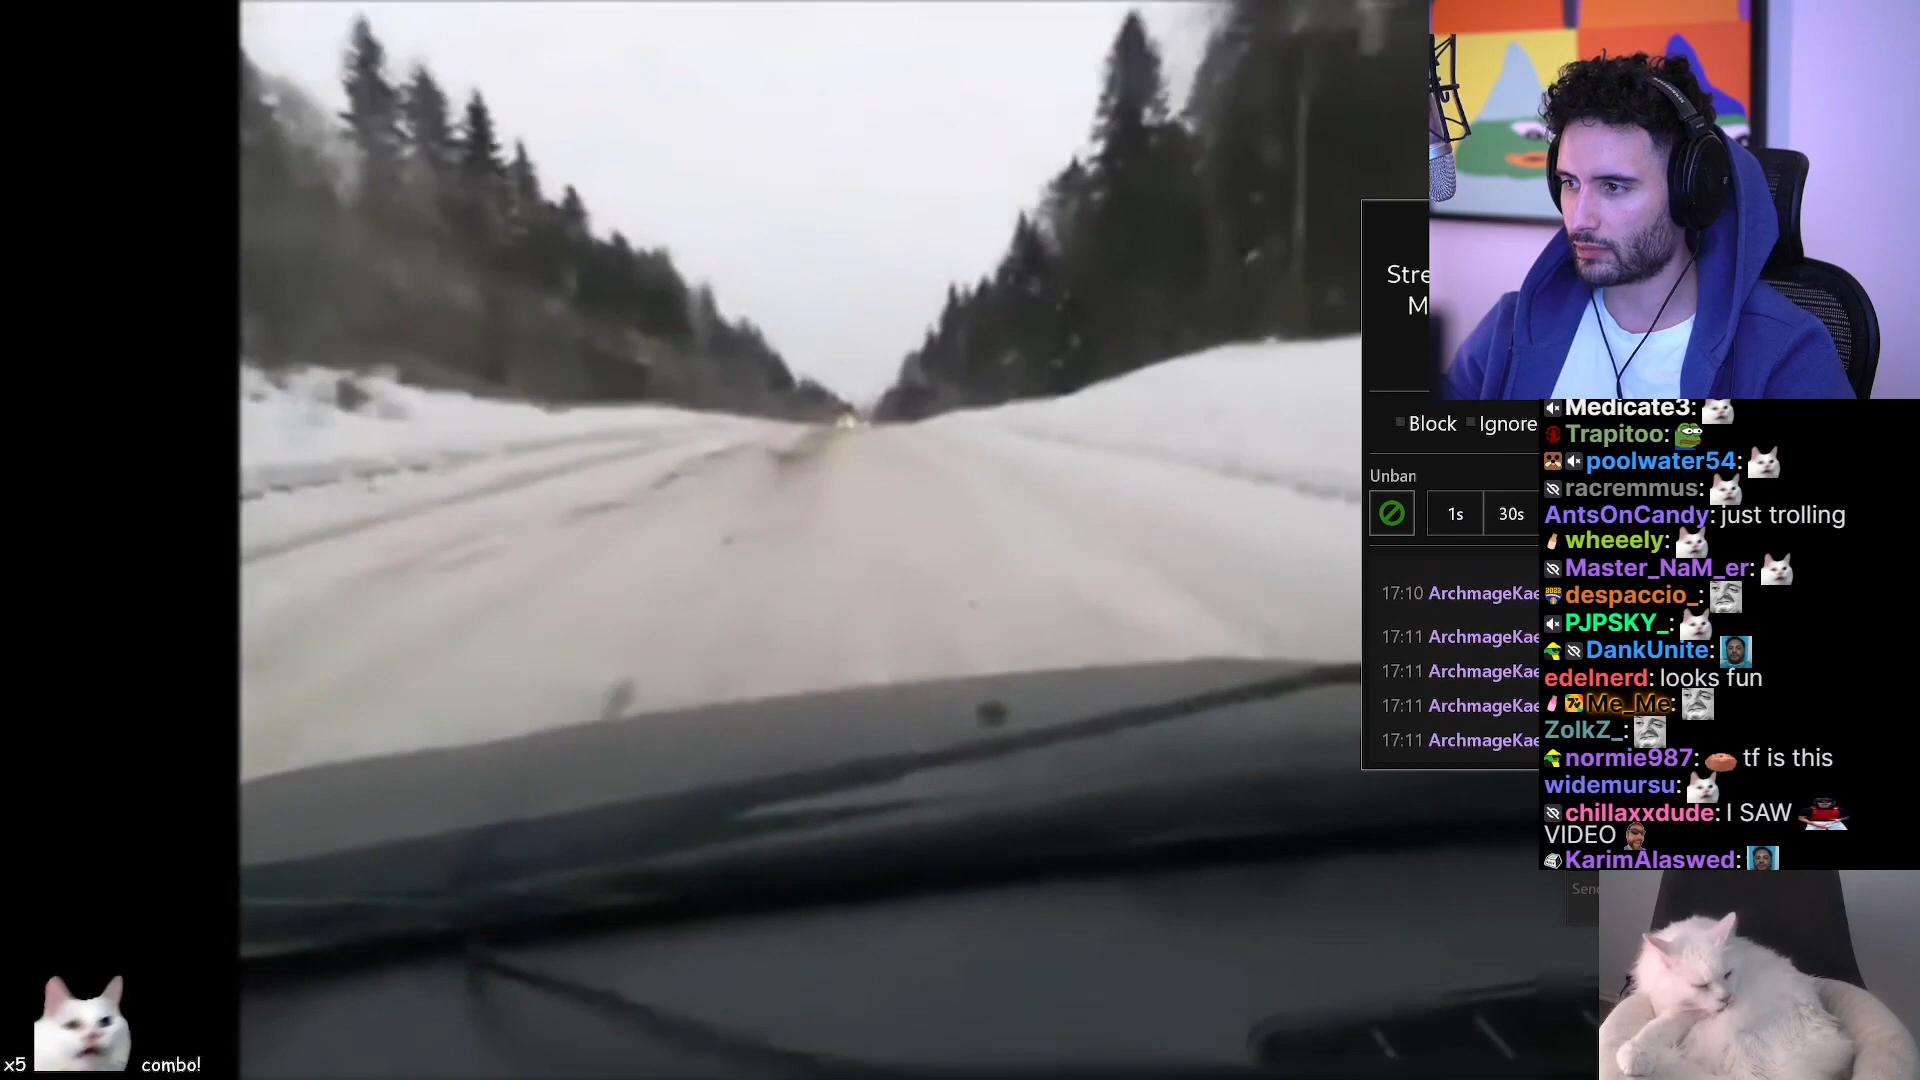 Stre
M
Block Ignore
Unban
1s 30s
17:10 ArchmageKae
17:11 ArchmageKae
17:11 ArchmageKae
17:11 ArchmageKae
17:11 ArchmageKae
Medicate3:
Trapitoo:
poolwater54:
racremmus:
AntsOnCandy: just trolling
wheeely:
Master_NaM_er:
despaccio_:
PJPSKY_:
DankUnite:
edelnerd: looks fun
Me_Me:
ZolkZ_:
normie987: tf is this
widemursu:
chillaxxdude: I SAW
VIDEO
KarimAlaswed:
Senc
x5 combo!